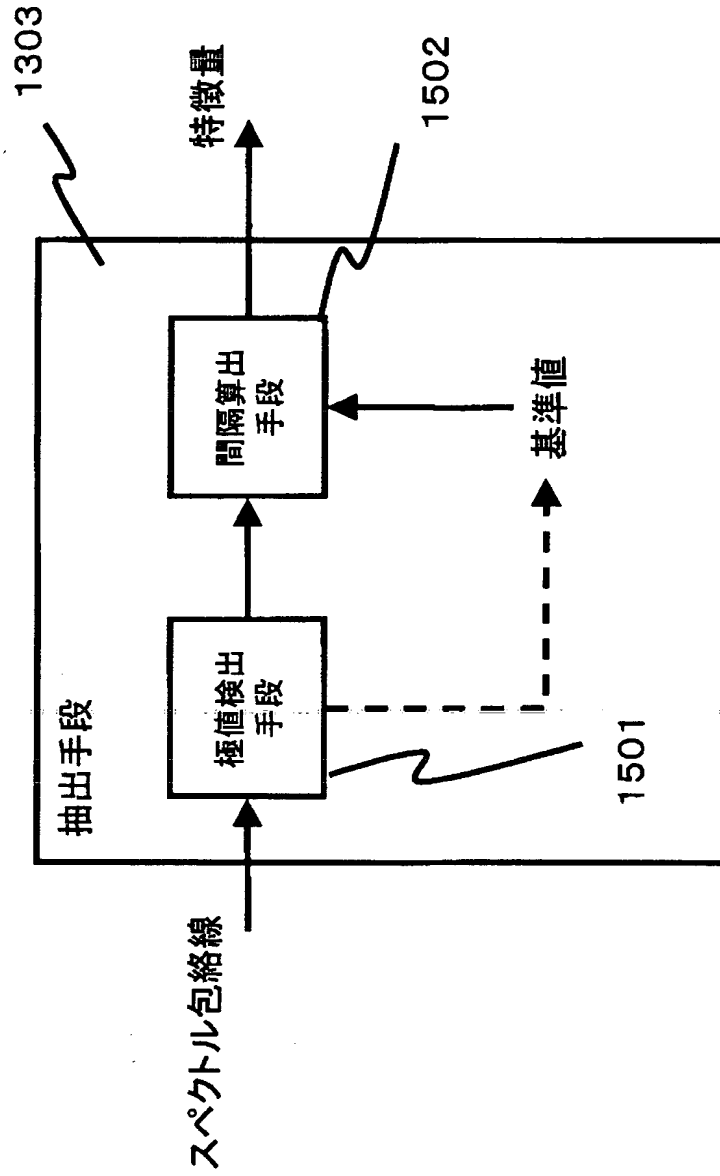 1303
抽出手段
スペクトル包絡線
極値検出
手段
間隔算出
手段
特徴量
1502
基準値
1501